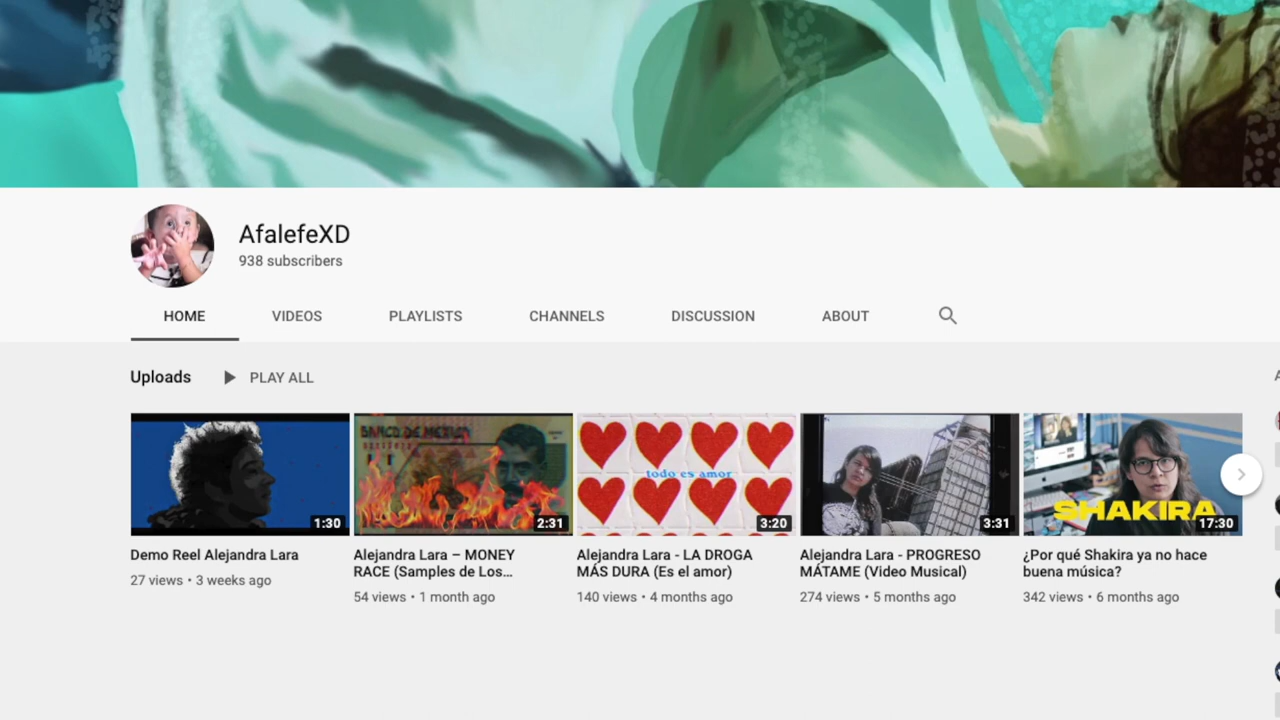 AfalefeXD
938 subscribers
HOME VIDEOS PLAYLISTS CHANNELS DISCUSSION ABOUT
Uploads PLAY ALL
BANCO DE MEXICO
todo es amor
SHAKIRA
1:30 2:31 3:20 3:31 17:30
Demo Reel Alejandra Lara
27 views • 3 weeks ago
Alejandra Lara – MONEY
RACE (Samples de Los...
54 views • 1 month ago
Alejandra Lara - LA DROGA
MÁS DURA (Es el amor)
140 views • 4 months ago
Alejandra Lara - PROGRESO
MÁTAME (Video Musical)
274 views • 5 months ago
¿Por qué Shakira ya no hace
buena música?
342 views • 6 months ago